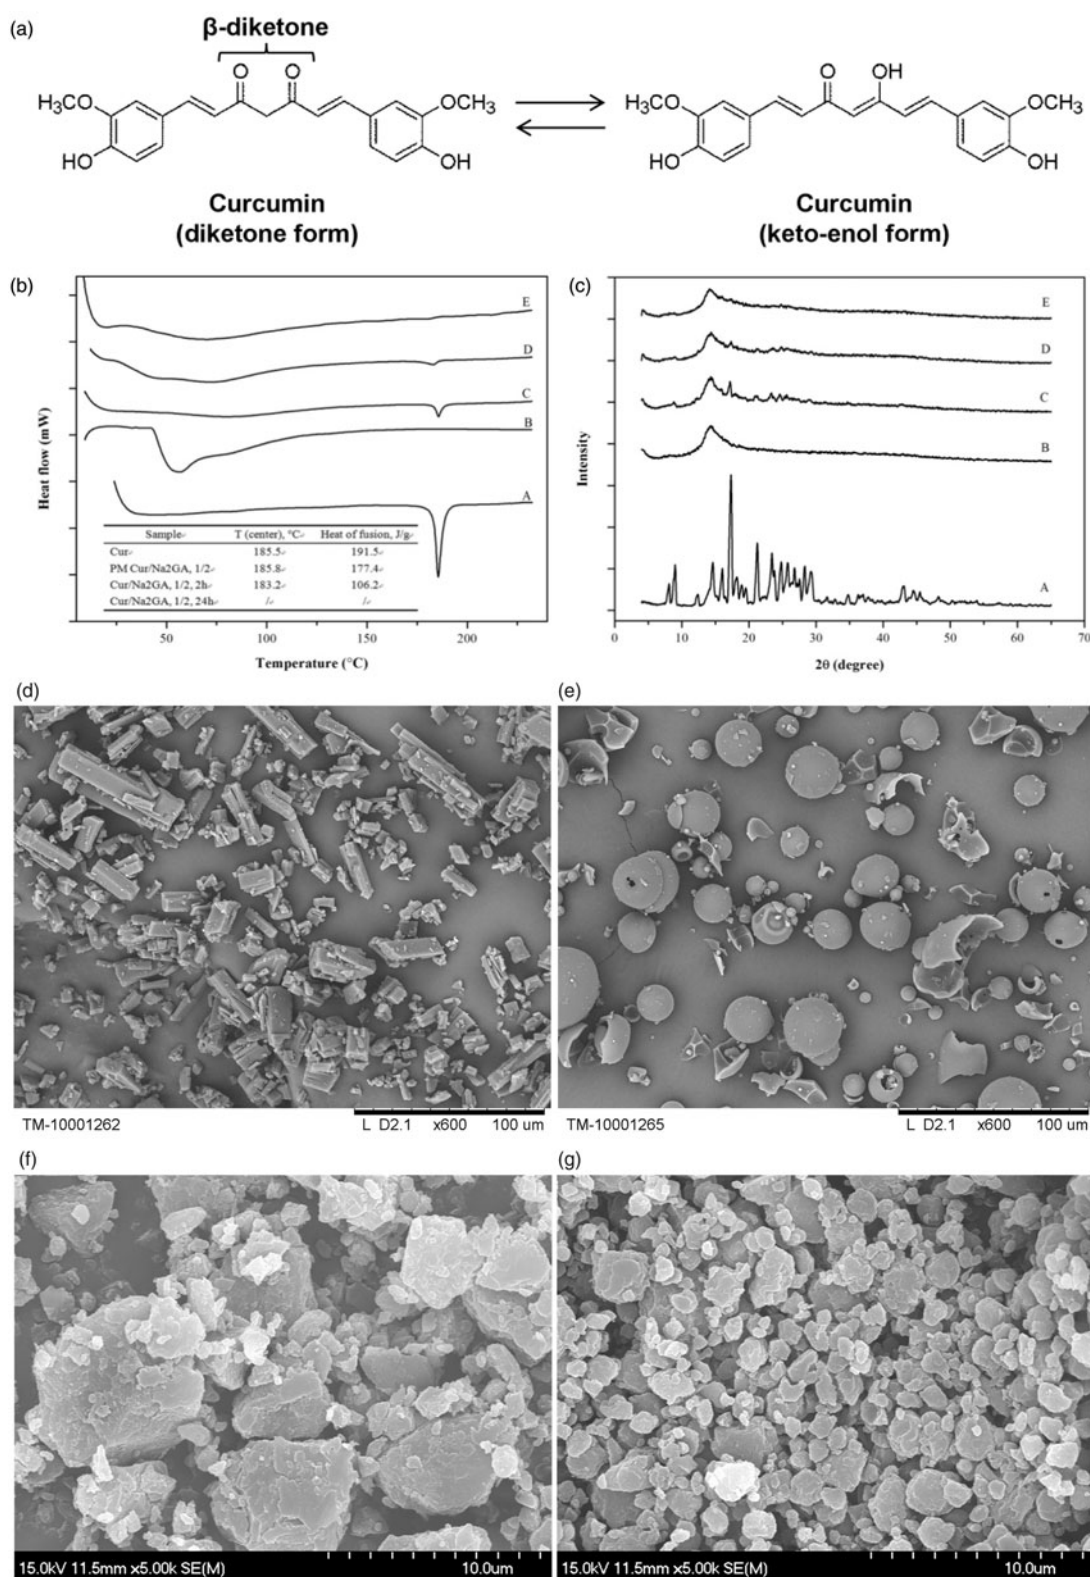 (a)
β-diketone
O O
H₃CO OCH₃
HO OH
O OH
H₃CO OCH₃
HO OH
Curcumin
(diketone form)
Curcumin
(keto-enol form)
(b)
Heat flow (mW)
E
D
C
B
A
Sample T (center), °C Heat of fusion, J/g
Cur 185.5 191.5
PM Cur/Na2GA, 1/2 185.8 177.4
Cur/Na2GA, 1/2, 2h 183.2 106.2
Cur/Na2GA, 1/2, 24h / /
50 100 150 200
Temperature (°C)
(c)
Intensity
E
D
C
B
A
0 10 20 30 40 50 60 70
2θ (degree)
(d)
TM-10001262 L D2.1 x600 100 um
(e)
TM-10001265 L D2.1 x600 100 um
(f)
15.0kV 11.5mm x5.00k SE(M) 10.0um
(g)
15.0kV 11.5mm x5.00k SE(M) 10.0um